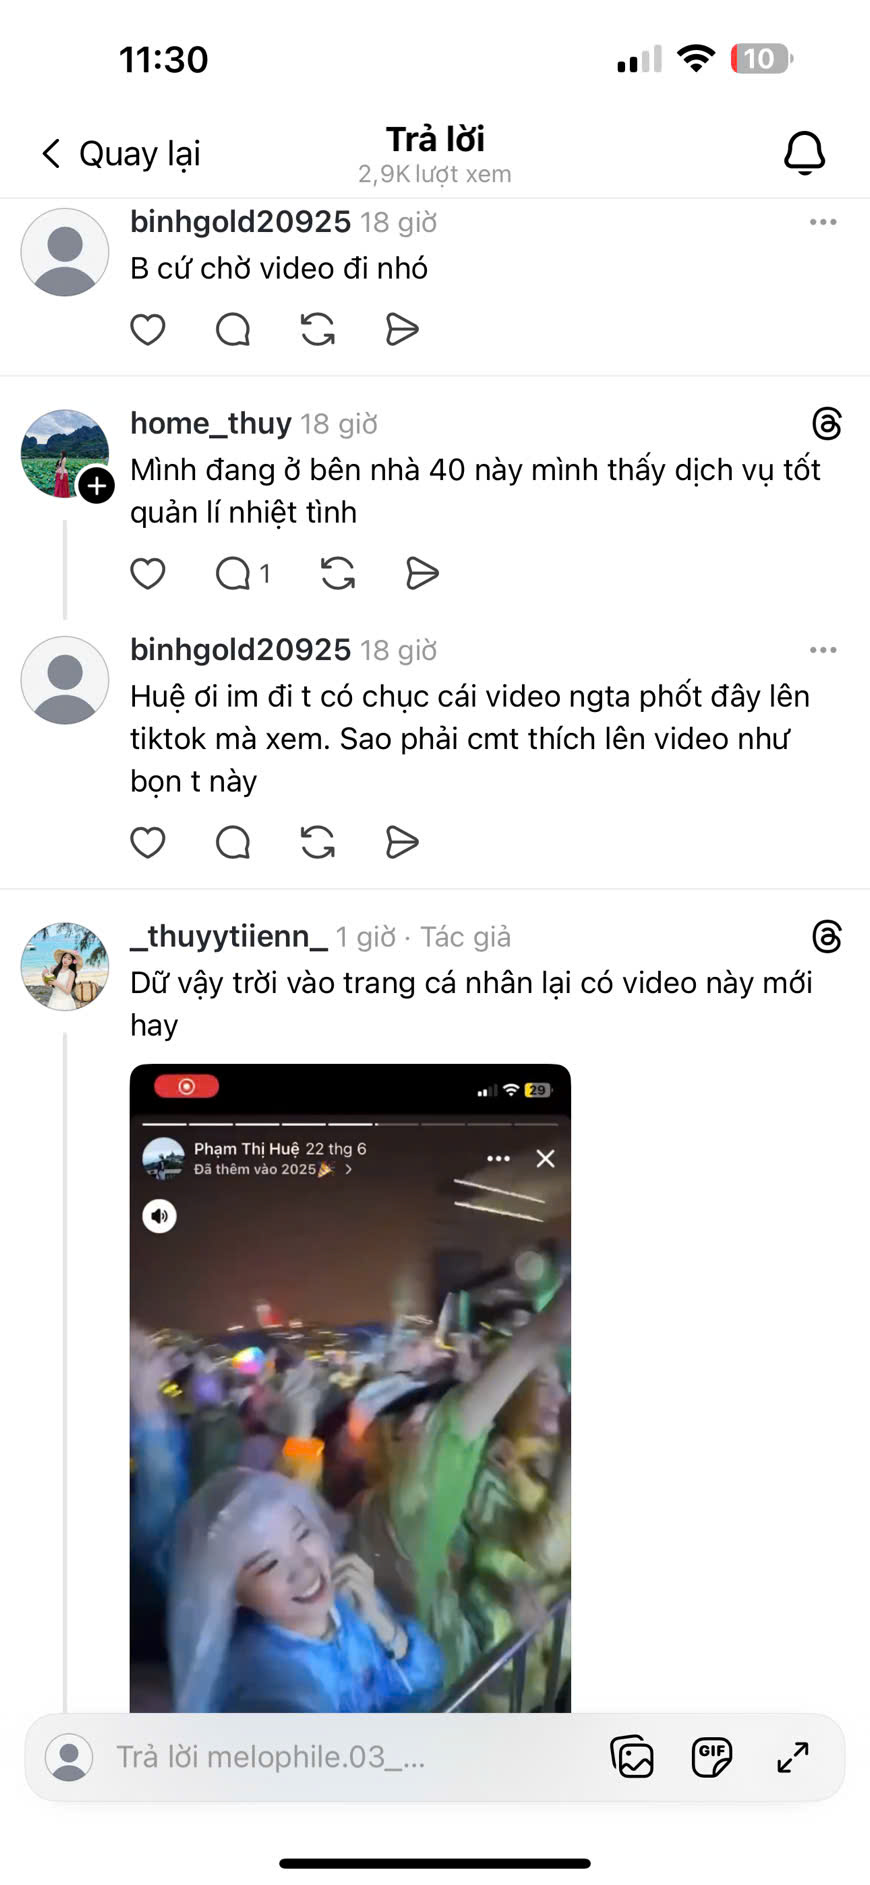 11:30
10
Quay lại
Trả lời
2,9K lượt xem
binhgold20925 18 giờ
B cứ chờ video đi nhó
home_thuy 18 giờ
Mình đang ở bên nhà 40 này mình thấy dịch vụ tốt
quản lí nhiệt tình
1
binhgold20925 18 giờ
Huệ ơi im đi t có chục cái video ngta phốt đây lên
tiktok mà xem. Sao phải cmt thích lên video như
bọn t này
_thuyytiienn_ 1 giờ · Tác giả
Dữ vậy trời vào trang cá nhân lại có video này mới
hay
29
Phạm Thị Huệ 22 thg 6
Đã thêm vào 2025🎉 >
Trả lời melophile.03_...
GIF